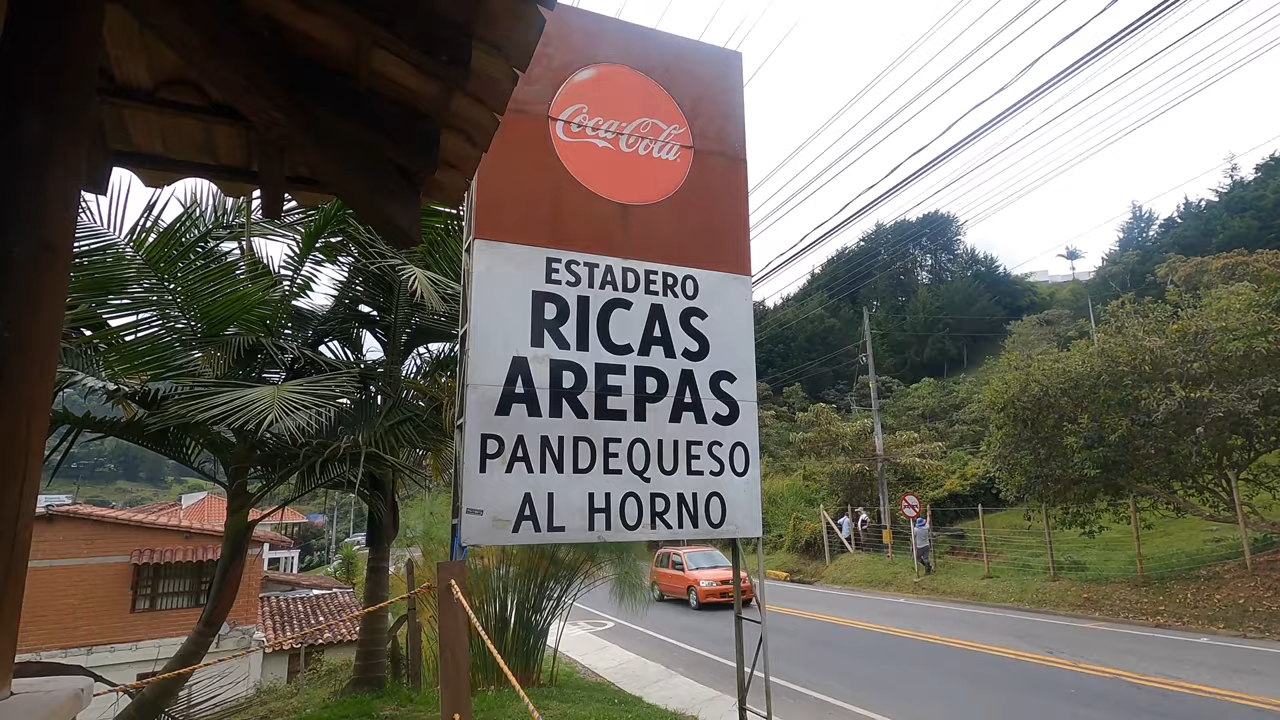 Coca-Cola
ESTADERO
RICAS
AREPAS
PANDEQUESO
AL HORNO